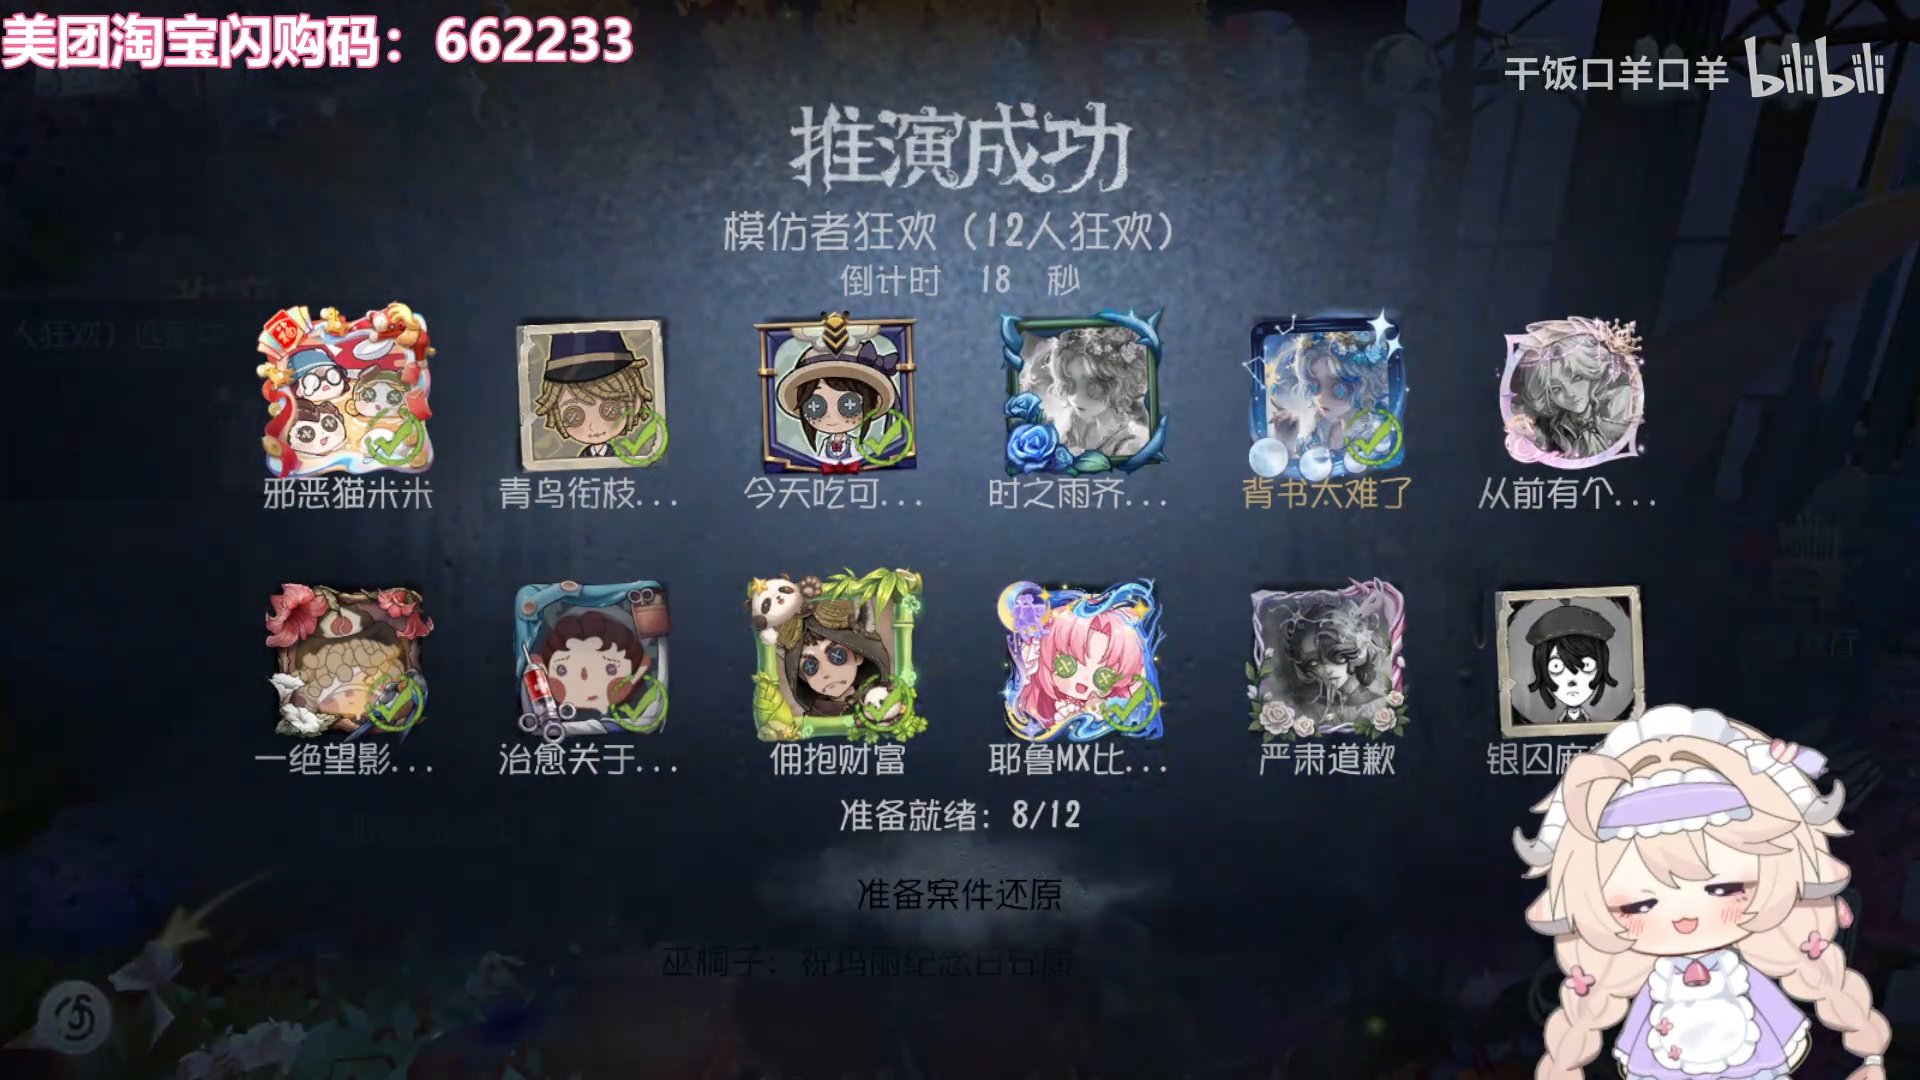 美团淘宝闪购码：662233
干饭口羊口羊 bilibili
推演成功
模仿者狂欢（12人狂欢）
倒计时 18 秒
邪恶猫米米 青鸟衔枝... 今天吃可... 时之雨齐... 背书太难了 从前有个...
一绝望影... 治愈关于... 佣抱财富 耶鲁MX比... 严肃道歉 银囚麻
准备就绪：8/12
准备案件还原